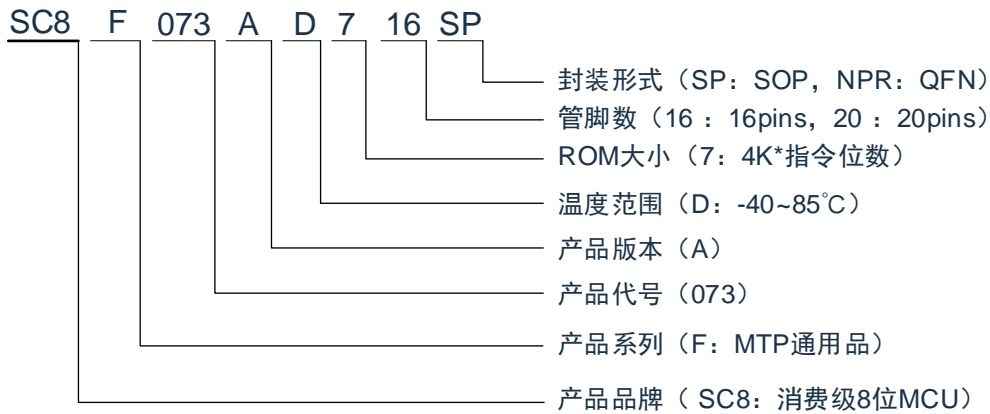 SC8 F 073 A D 7 16 SP
封装形式（SP：SOP，NPR：QFN）
管脚数（16 ：16pins，20 ：20pins）
ROM大小（7：4K*指令位数）
温度范围（D：-40~85℃）
产品版本（A）
产品代号（073）
产品系列（F：MTP通用品）
产品品牌（ SC8：消费级8位MCU）